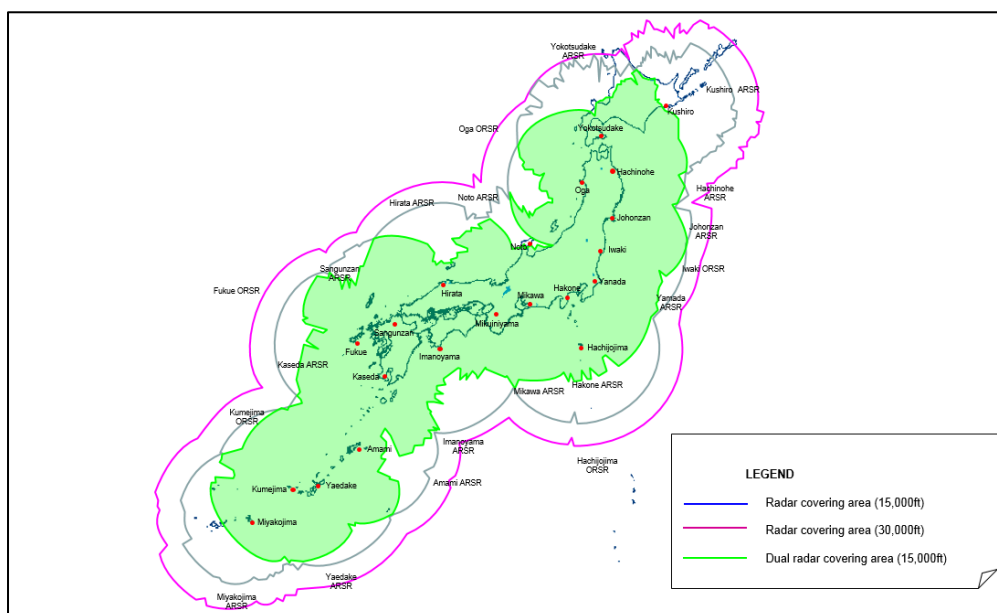 Yokotsudake
ARSR
Kushiro ARSR
Kushiro
Oga ORSR
Yokotsudake
Hachinohe
Oga
Hachinohe
ARSR
Hirata ARSR
Noto ARSR
Johonzan
Johonzan
ARSR
Noto
Iwaki
Iwaki ORSR
Sangunzan
ARSR
Fukue ORSR
Hirata
Mikawa
Hakone
Yanada
Yamada
ARSR
Sangunzan
Mikuiniyama
Fukue
Imanoyama
Hachijojima
Kaseda ARSR
Kaseda
Mikawa ARSR
Hakone ARSR
Kumejima
ORSR
Imanoyama
ARSR
Amami
Hachijojima
ORSR
Amami ARSR
Kumejima
Yaedake
Miyakojima
Yaedake
ARSR
Miyakojima
ARSR
LEGEND
Radar covering area (15,000ft)
Radar covering area (30,000ft)
Dual radar covering area (15,000ft)